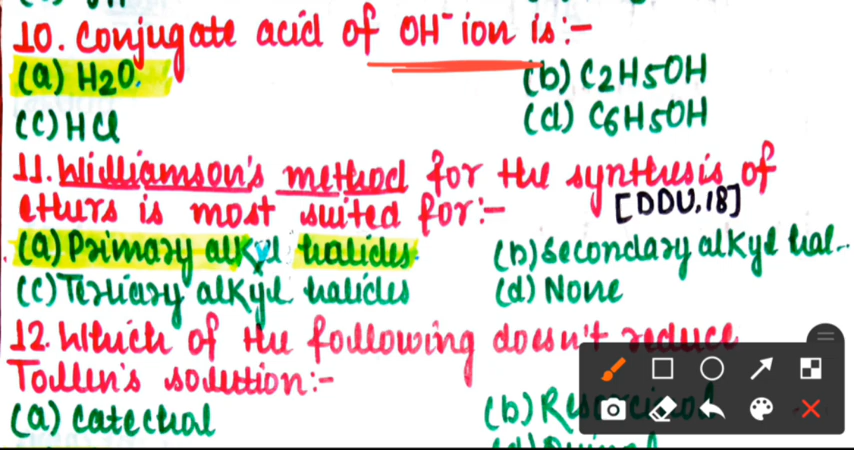 10. Conjugate acid of OH⁻ ion is:-
(a) H2O. (b) C2H5OH
(C) HCl (d) C6H5OH
11. Williamson's method for the synthesis of
ethers is most suited for:- [DDU,18]
(a) Primary alkyl halides. (b) Secondary alkyl hal..
(C) Tertiary alkyl halides (d) None
12. Which of the following doesn't reduce
Tollen's solution:-
(a) Catechal (b)